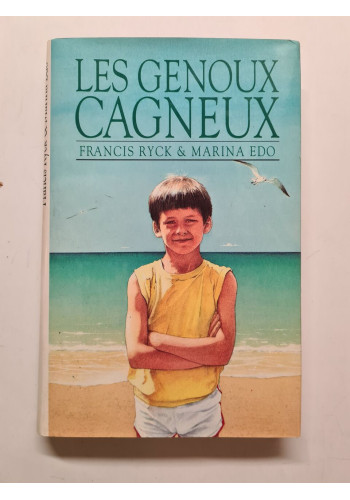 LES GENOUX
CAGNEUX
FRANCIS RYCK & MARINA EDO